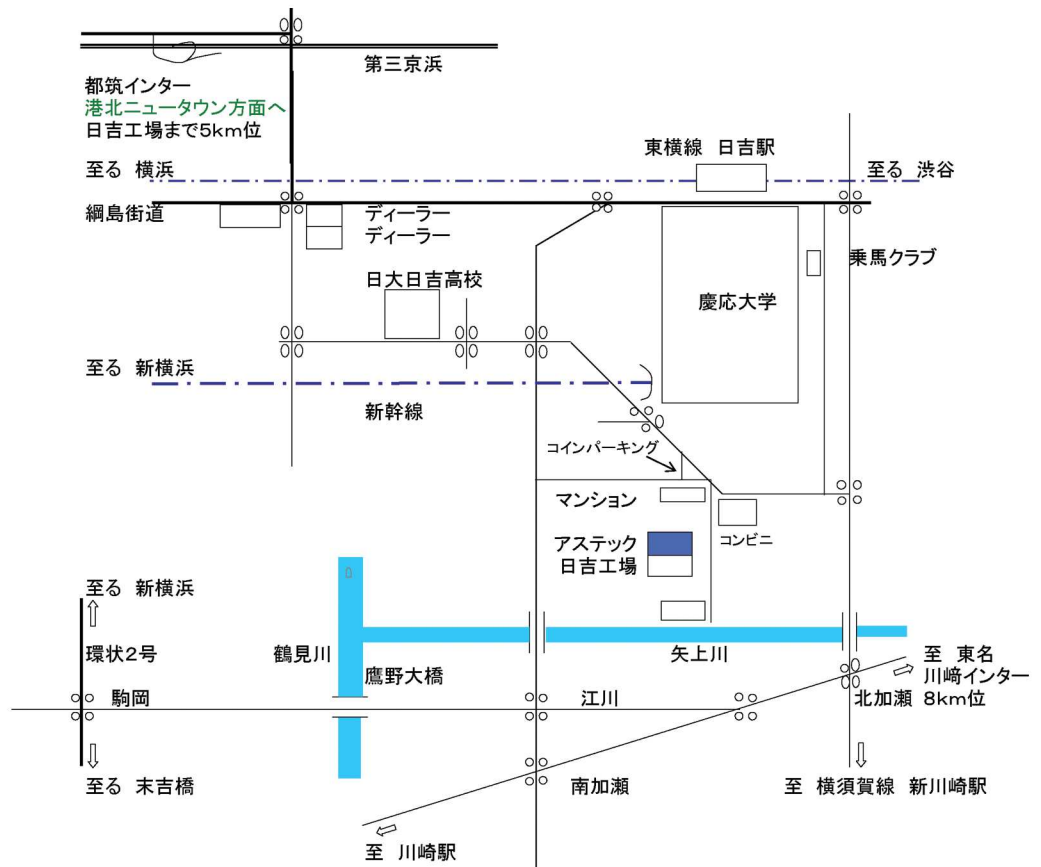 第三京浜
都筑インター
港北ニュータウン方面へ
日吉工場まで5km位
東横線 日吉駅
至る 横浜
至る 渋谷
綱島街道
ディーラー
ディーラー
乗馬クラブ
日大日吉高校
慶応大学
至る 新横浜
新幹線
コインパーキング
マンション
コンビニ
アステック
日吉工場
至る 新横浜
環状2号
鶴見川
矢上川
至 東名
川﨑インター
8km位
鷹野大橋
駒岡
江川
北加瀬
至る 末吉橋
南加瀬
至 横須賀線 新川崎駅
至 川崎駅